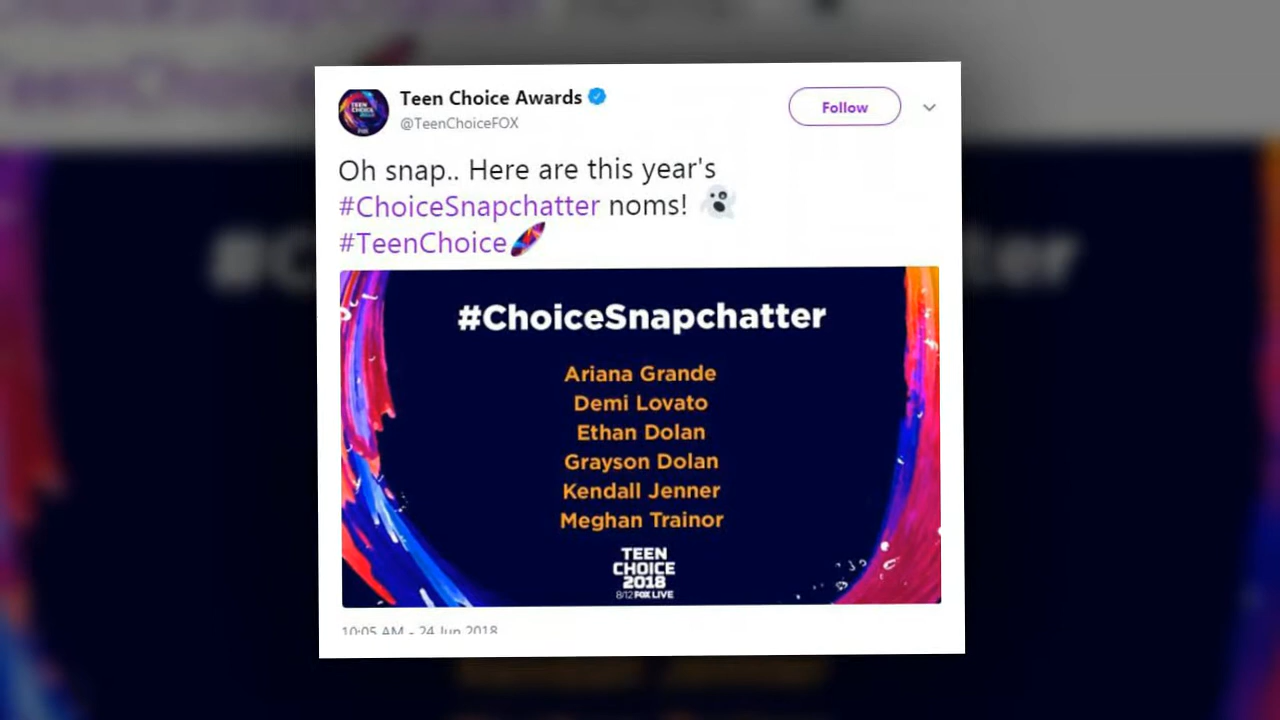 Teen Choice Awards
@TeenChoiceFOX
Follow
Oh snap.. Here are this year's
#ChoiceSnapchatter noms!
#TeenChoice
#ChoiceSnapchatter
Ariana Grande
Demi Lovato
Ethan Dolan
Grayson Dolan
Kendall Jenner
Meghan Trainor
TEEN
CHOICE
2018
8/12 FOX LIVE
10:05 AM - 24 Jun 2018